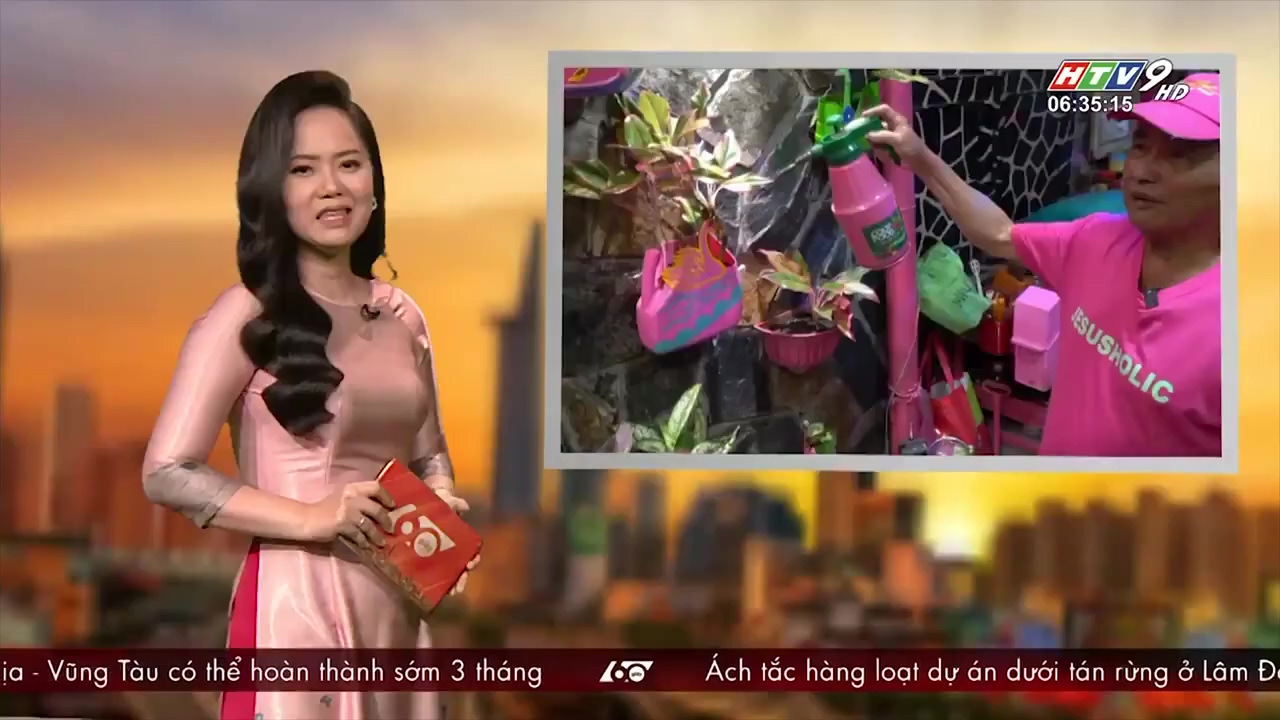 HTV9 HD
06:35:15
JESUSHOLIC
ịa - Vũng Tàu có thể hoàn thành sớm 3 tháng
60
Ách tắc hàng loạt dự án dưới tán rừng ở Lâm Đ